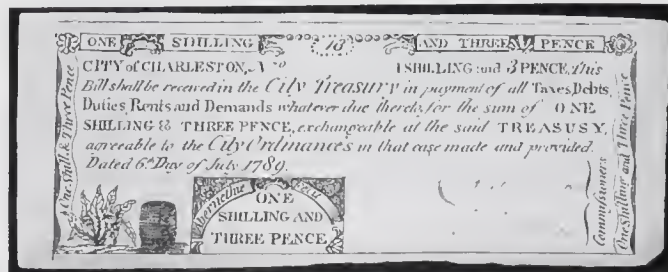 ONE SHILLING AND THREE PENCE
CITY of CHARLESTON, No 1 SHILLING and 3 PENCE. This
Bill shall be received in the City Treasury in payment of all Taxes, Debts,
Duties, Rents and Demands whatever due thereto, for the sum of ONE
SHILLING & THREE PENCE, exchangeable at the said TREASUSY,
agreeable to the City Ordinances in that case made and provided.
Dated 6th Day of July 1789.
One Shill. & Three Pence
Abernethie Fecit
ONE
SHILLING AND
THREE PENCE
Commissioners
One Shilling and Three Pence